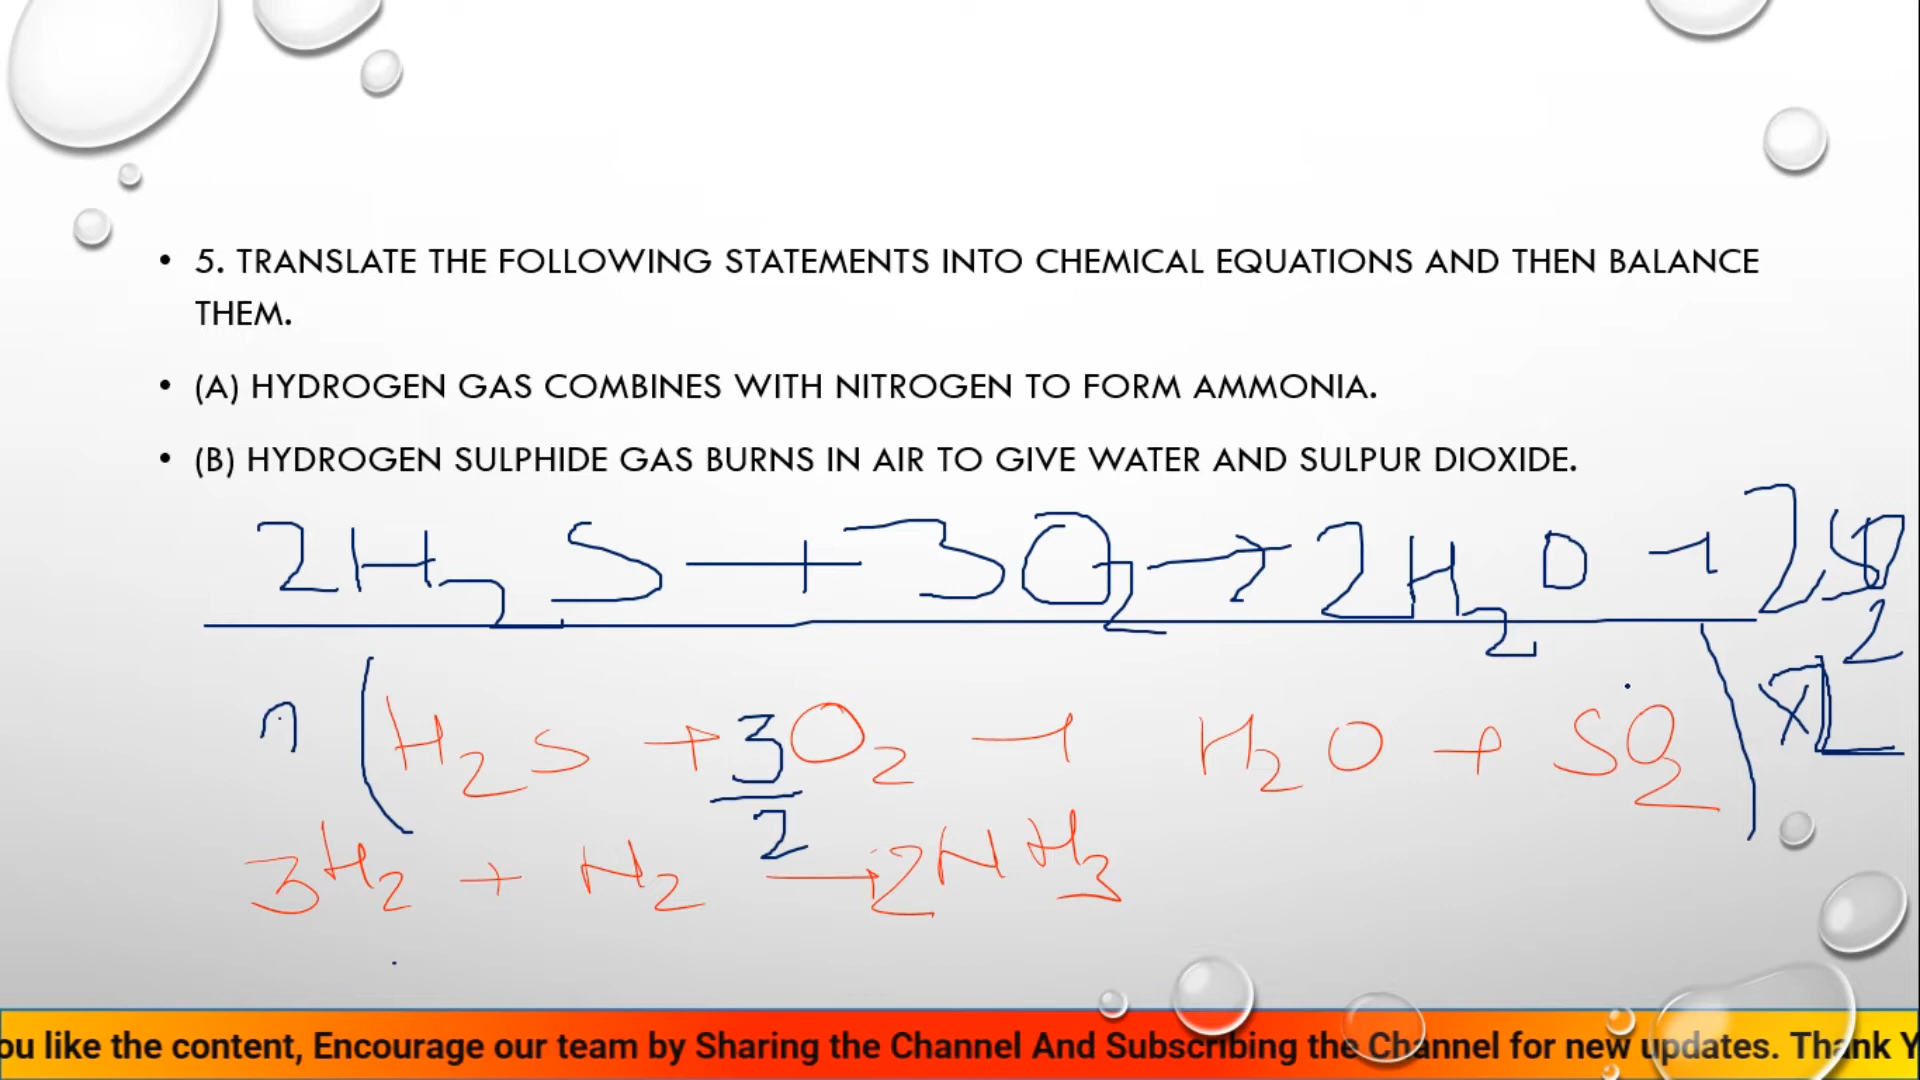 • 5. TRANSLATE THE FOLLOWING STATEMENTS INTO CHEMICAL EQUATIONS AND THEN BALANCE
THEM.
• (A) HYDROGEN GAS COMBINES WITH NITROGEN TO FORM AMMONIA.
• (B) HYDROGEN SULPHIDE GAS BURNS IN AIR TO GIVE WATER AND SULPUR DIOXIDE.
2H₂S + 3O₂ → 2H₂O + 2SO₂
(H₂S + 3/2 O₂ → H₂O + SO₂) x2
3H₂ + N₂ → 2NH₃
ou like the content, Encourage our team by Sharing the Channel And Subscribing the Channel for new updates. Thank Y